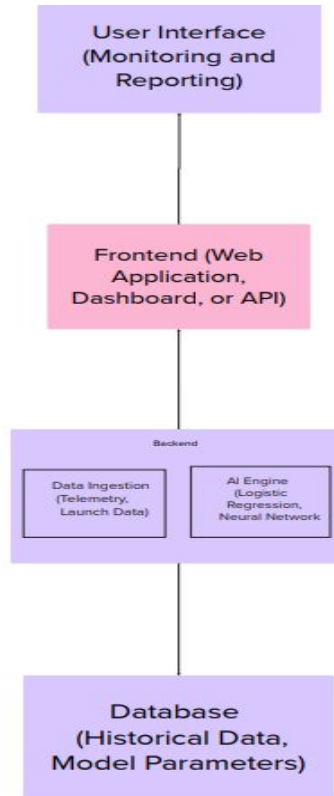 User Interface
(Monitoring and
Reporting)
Frontend (Web
Application,
Dashboard, or API)
Backend
Data Ingestion
(Telemetry,
Launch Data)
AI Engine
(Logistic
Regression,
Neural Network
Database
(Historical Data,
Model Parameters)